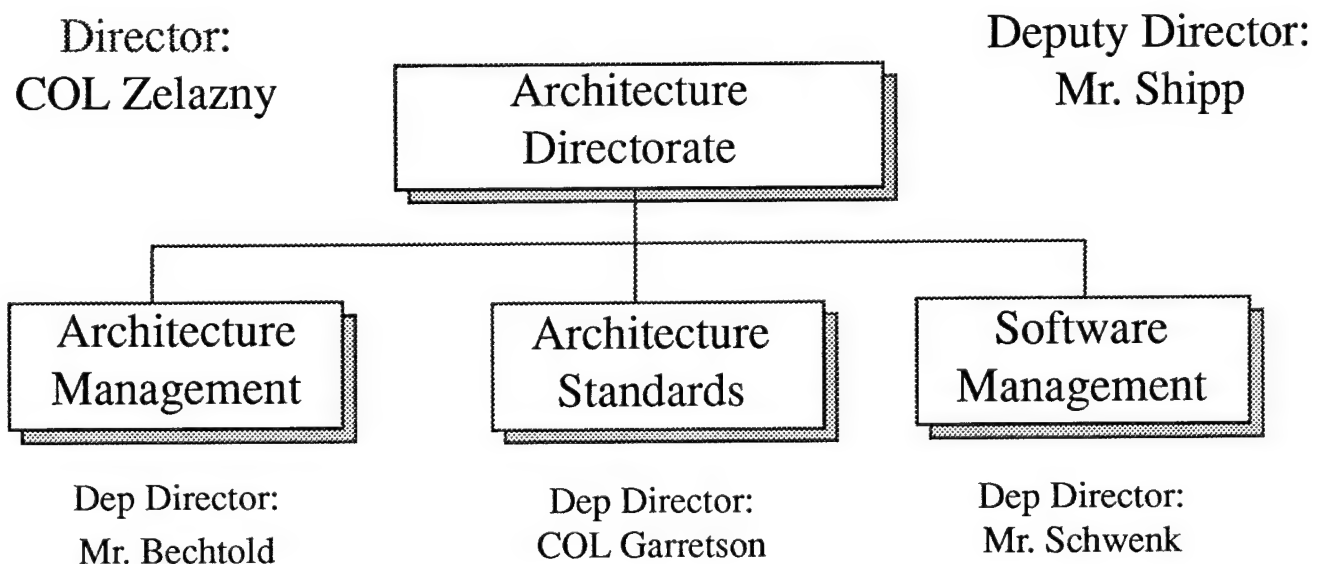 Director:
COL Zelazny
Deputy Director:
Mr. Shipp
Architecture
Directorate
Architecture
Management
Architecture
Standards
Software
Management
Dep Director:
Mr. Bechtold
Dep Director:
COL Garretson
Dep Director:
Mr. Schwenk